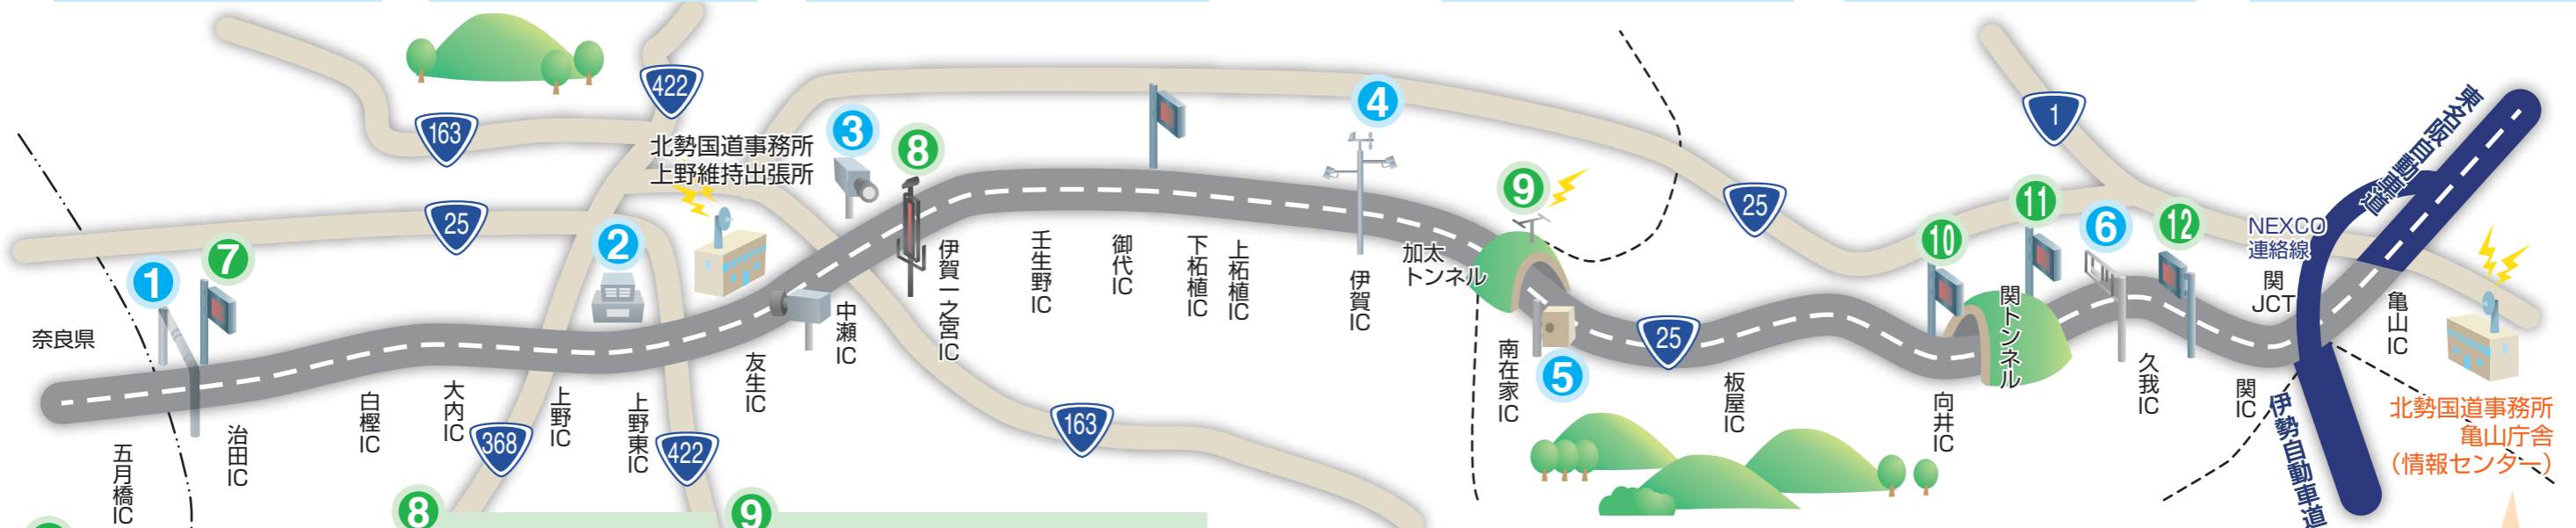 422
163
北勢国道事務所
上野維持出張所
3
8
4
1
東名阪自動車道
25
2
9
25
10
11
6
12
NEXCO
連絡線
1
7
奈良県
加太
トンネル
関
JCT
亀山IC
五月橋IC
治田IC
白樫IC
大内IC
368
上野IC
上野東IC
422
友生IC
中瀬IC
伊賀一之宮IC
壬生野IC
御代IC
下柘植IC
上柘植IC
伊賀IC
163
南在家IC
5
25
板屋IC
向井IC
関トンネル
久我IC
関IC
伊勢自動車道
北勢国道事務所
亀山庁舎
(情報センター)
8
9